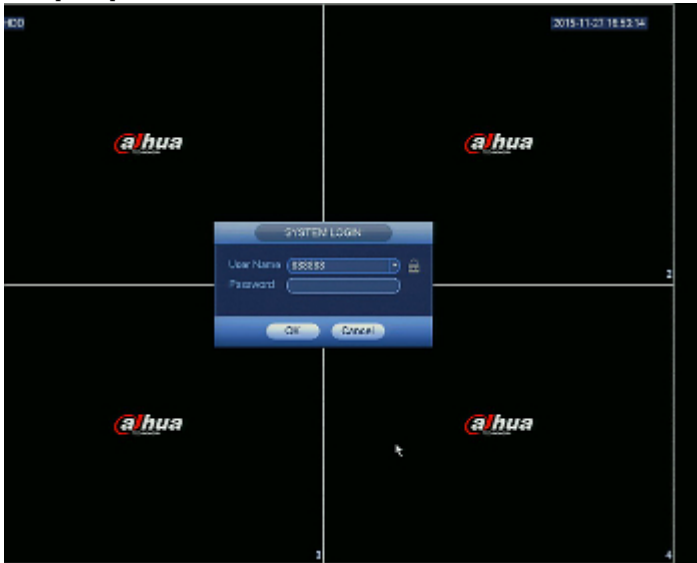 HDD
2015-11-27 16:53:14
alhua
alhua
SYSTEM LOGIN
User Name 888888
Password
2
OK Cancel
alhua
alhua
3
4